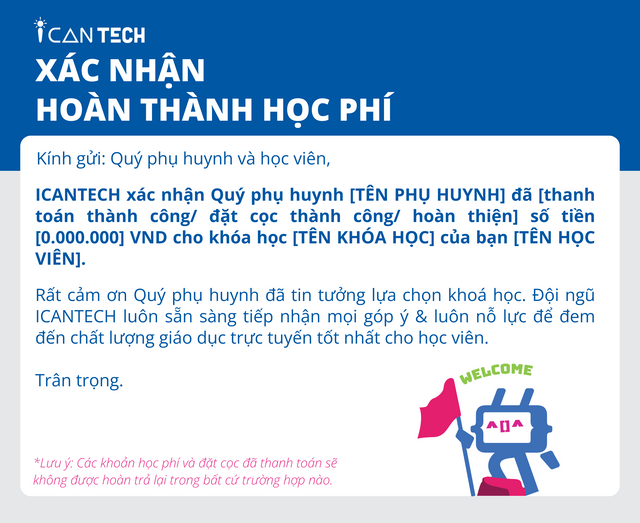 iCAN TECH
XÁC NHẬN
HOÀN THÀNH HỌC PHÍ
Kính gửi: Quý phụ huynh và học viên,
ICANTECH xác nhận Quý phụ huynh [TÊN PHỤ HUYNH] đã [thanh
toán thành công/ đặt cọc thành công/ hoàn thiện] số tiền
[0.000.000] VND cho khóa học [TÊN KHÓA HỌC] của bạn [TÊN HỌC
VIÊN].
Rất cảm ơn Quý phụ huynh đã tin tưởng lựa chọn khoá học. Đội ngũ
ICANTECH luôn sẵn sàng tiếp nhận mọi góp ý & luôn nỗ lực để đem
đến chất lượng giáo dục trực tuyến tốt nhất cho học viên.
Trân trọng.
WELCOME
*Lưu ý: Các khoản học phí và đặt cọc đã thanh toán sẽ
không được hoàn trả lại trong bất cứ trường hợp nào.